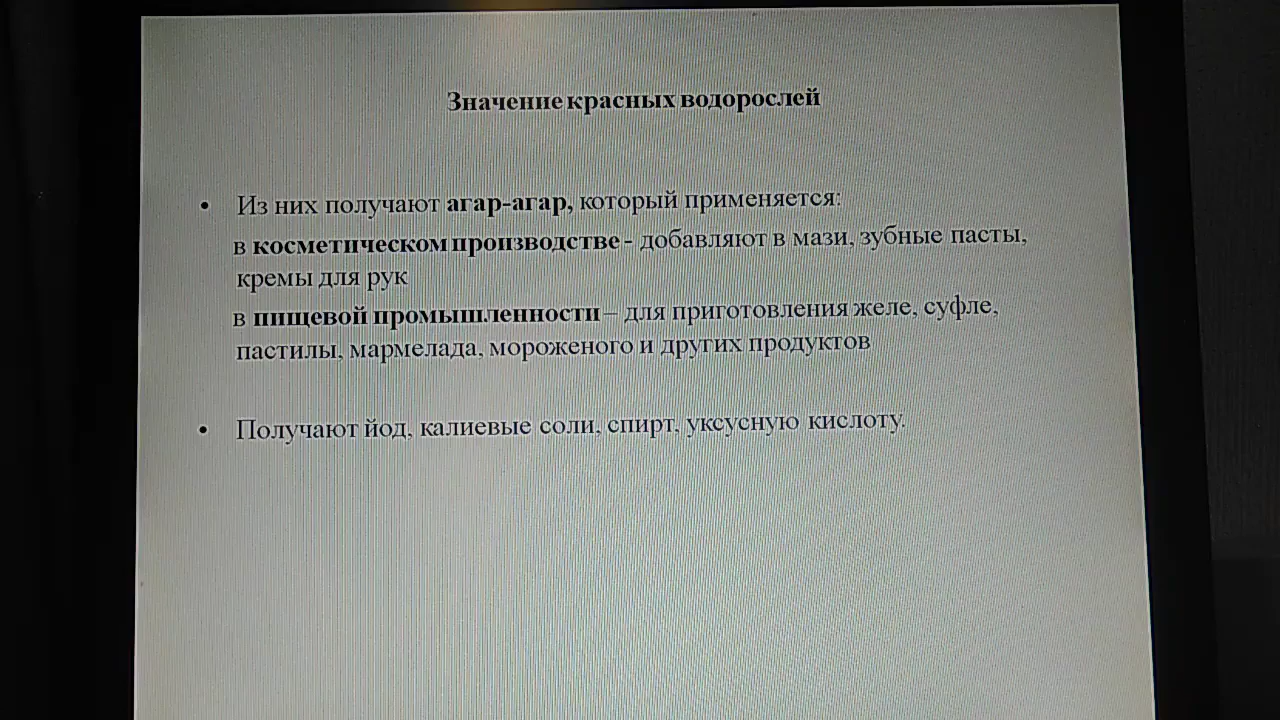 Значение красных водорослей
• Из них получают агар-агар, который применяется:
в косметическом производстве - добавляют в мази, зубные пасты,
кремы для рук
в пищевой промышленности – для приготовления желе, суфле,
пастилы, мармелада, мороженого и других продуктов
• Получают йод, калиевые соли, спирт, уксусную кислоту.